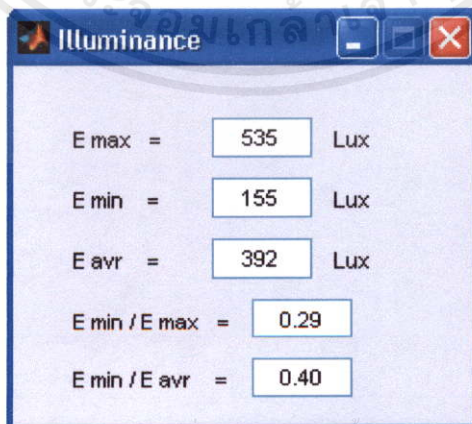 Illuminance
E max = 535 Lux
E min = 155 Lux
E avr = 392 Lux
E min / E max = 0.29
E min / E avr = 0.40